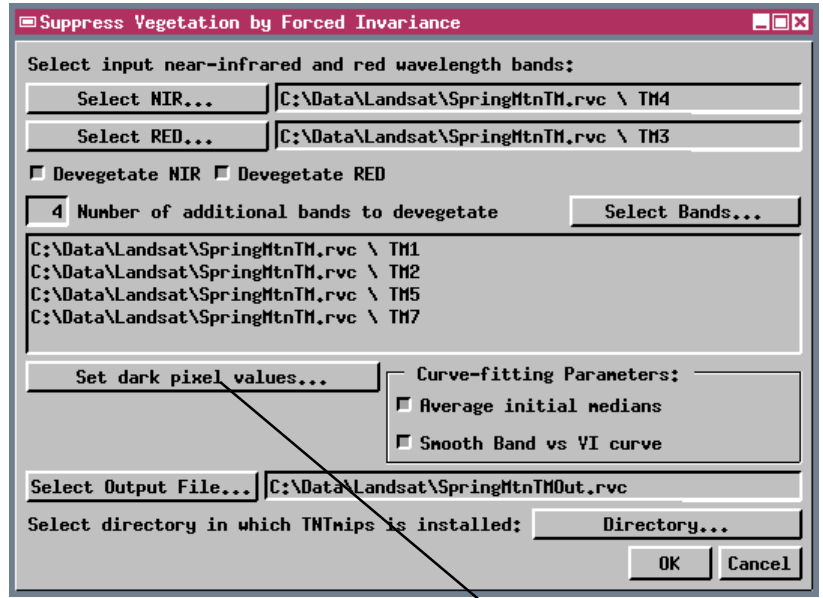 Suppress Vegetation by Forced Invariance
Select input near-infrared and red wavelength bands:
Select NIR... C:\Data\Landsat\SpringMtnTM.rvc \ TM4
Select RED... C:\Data\Landsat\SpringMtnTM.rvc \ TM3
Devegetate NIR Devegetate RED
4 Number of additional bands to devegetate Select Bands...
C:\Data\Landsat\SpringMtnTM.rvc \ TM1
C:\Data\Landsat\SpringMtnTM.rvc \ TM2
C:\Data\Landsat\SpringMtnTM.rvc \ TM5
C:\Data\Landsat\SpringMtnTM.rvc \ TM7
Set dark pixel values... Curve-fitting Parameters:
Average initial medians
Smooth Band vs VI curve
Select Output File... C:\Data\Landsat\SpringMtnTMOut.rvc
Select directory in which TNTmips is installed: Directory...
OK Cancel